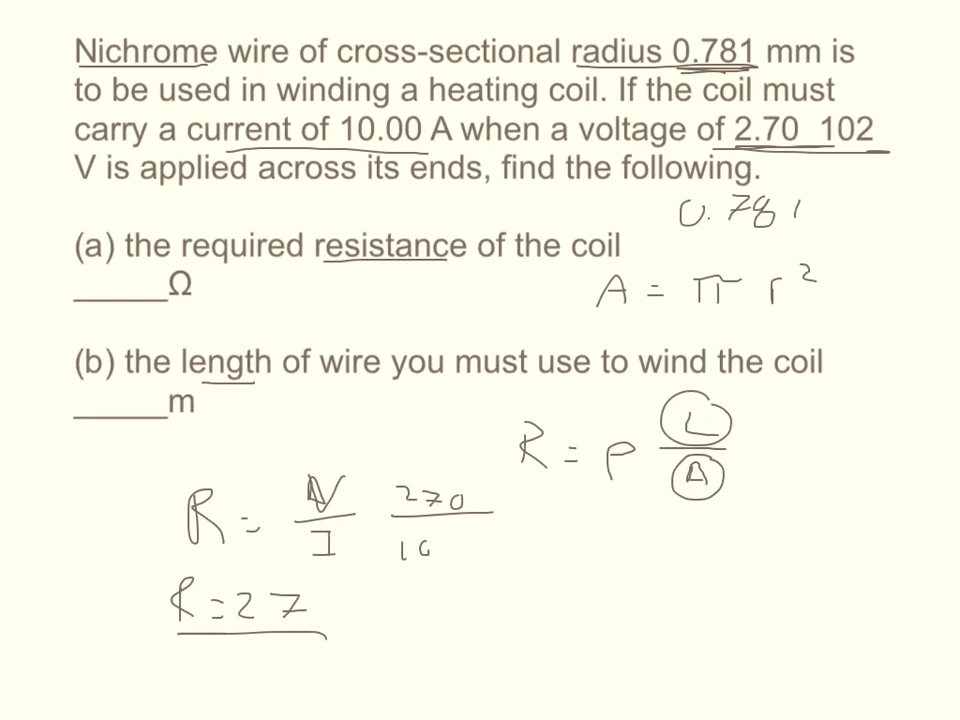 Nichrome wire of cross-sectional radius 0.781 mm is
to be used in winding a heating coil. If the coil must
carry a current of 10.00 A when a voltage of 2.70 102
V is applied across its ends, find the following.
0.781
(a) the required resistance of the coil
_____Ω
A = π r²
(b) the length of wire you must use to wind the coil
_____m
R = ρ L/A
R = V/I 270/10
R = 27